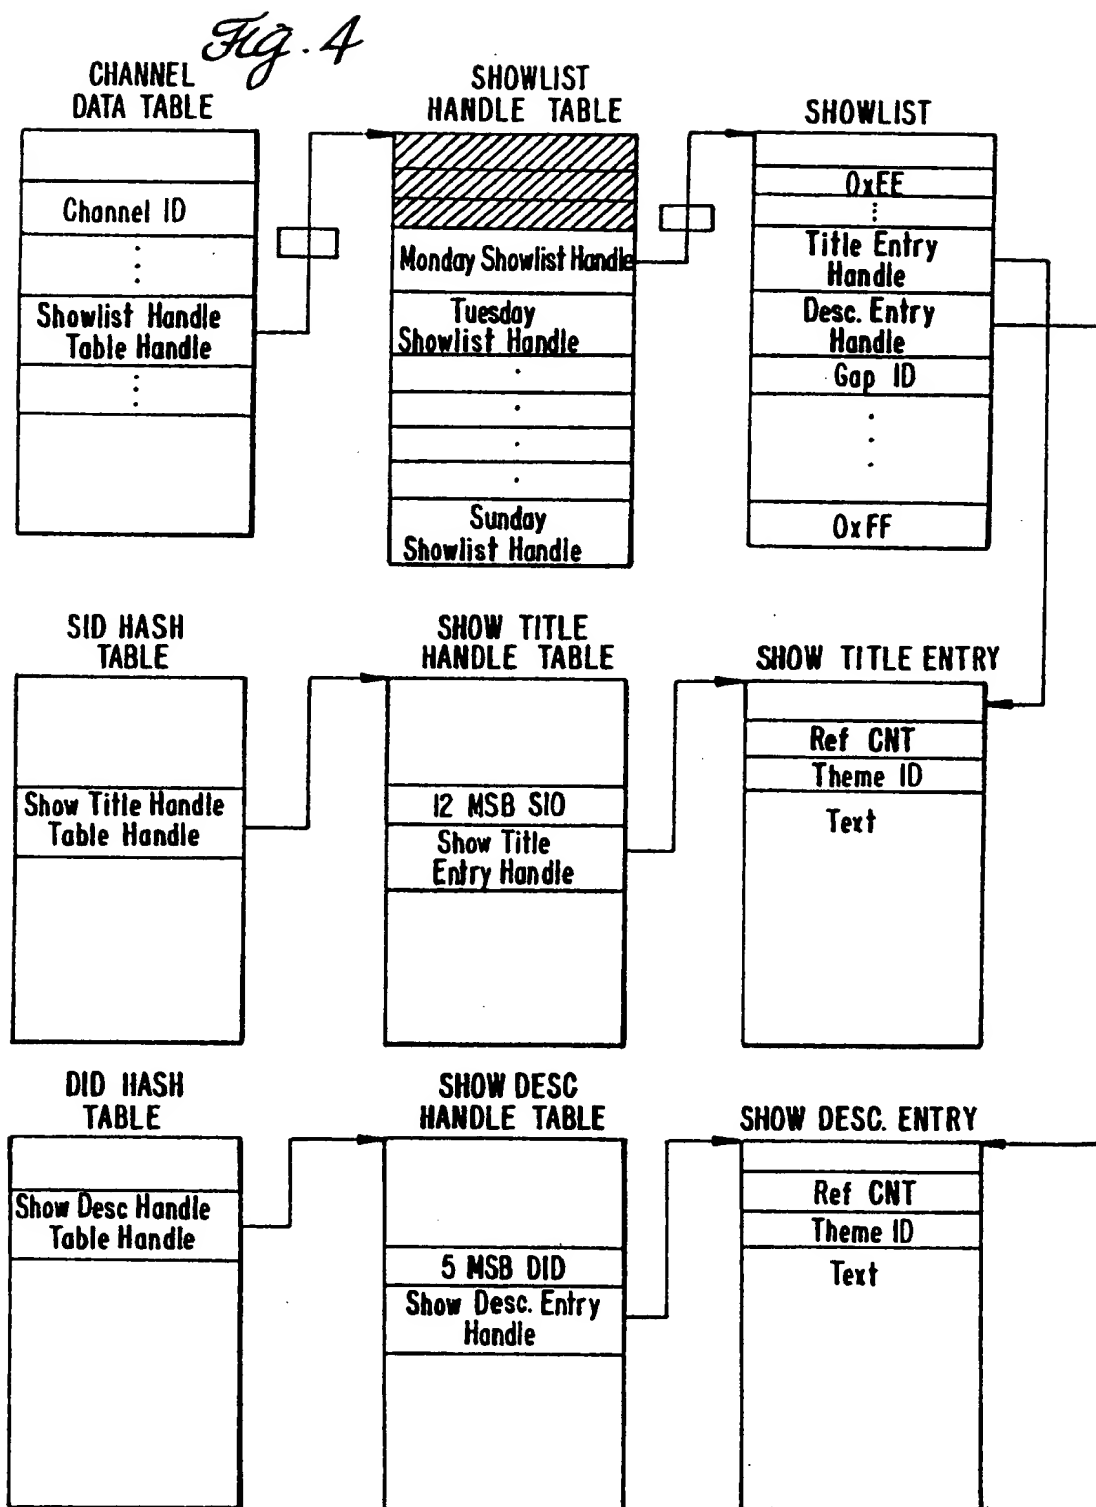 Fig. 4
CHANNEL
DATA TABLE
Channel ID
Showlist Handle
Table Handle
SHOWLIST
HANDLE TABLE
Monday Showlist Handle
Tuesday
Showlist Handle
Sunday
Showlist Handle
SHOWLIST
0xEE
Title Entry
Handle
Desc. Entry
Handle
Gap ID
0xFF
SID HASH
TABLE
Show Title Handle
Table Handle
SHOW TITLE
HANDLE TABLE
12 MSB SIO
Show Title
Entry Handle
SHOW TITLE ENTRY
Ref CNT
Theme ID
Text
DID HASH
TABLE
Show Desc Handle
Table Handle
SHOW DESC
HANDLE TABLE
5 MSB DID
Show Desc. Entry
Handle
SHOW DESC. ENTRY
Ref CNT
Theme ID
Text